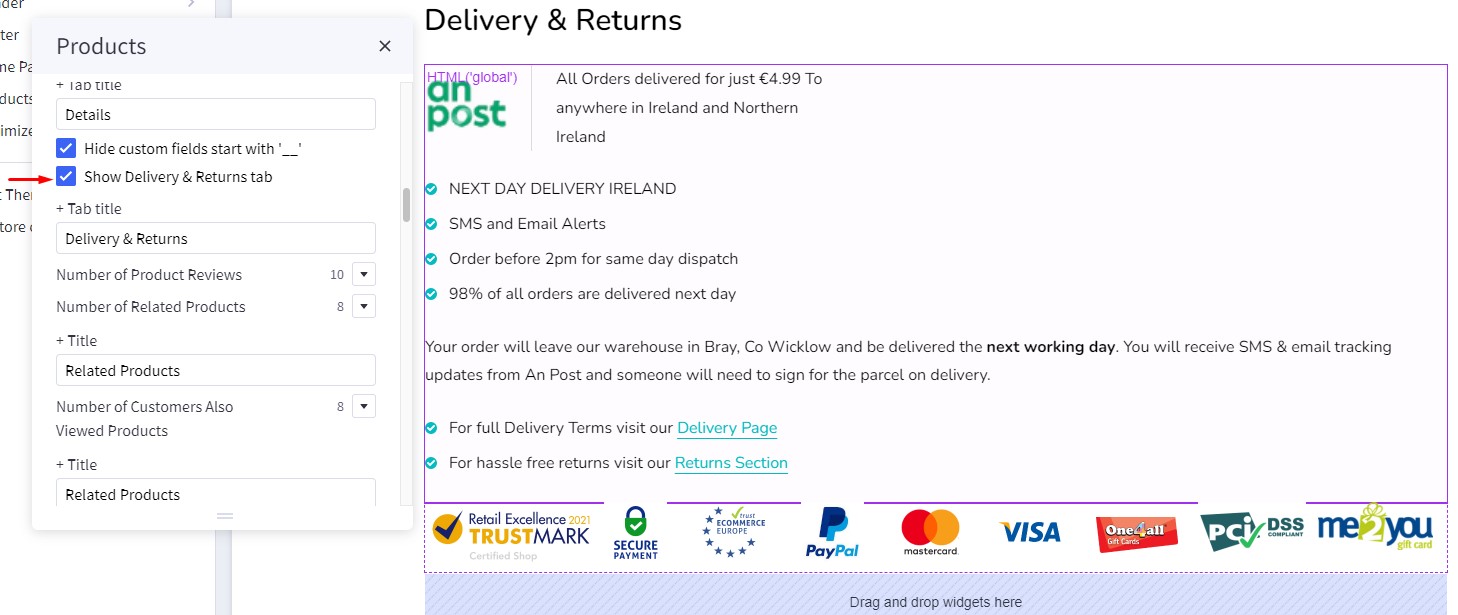 der
ter
me Pa
ducts
imize
t Ther
tore c
Products
+ Tab title
Details
Hide custom fields start with '__'
Show Delivery & Returns tab
+ Tab title
Delivery & Returns
Number of Product Reviews 10
Number of Related Products 8
+ Title
Related Products
Number of Customers Also 8
Viewed Products
+ Title
Related Products
Delivery & Returns
HTML('global')
an
post
All Orders delivered for just €4.99 To
anywhere in Ireland and Northern
Ireland
NEXT DAY DELIVERY IRELAND
SMS and Email Alerts
Order before 2pm for same day dispatch
98% of all orders are delivered next day
Your order will leave our warehouse in Bray, Co Wicklow and be delivered the next working day. You will receive SMS & email tracking
updates from An Post and someone will need to sign for the parcel on delivery.
For full Delivery Terms visit our Delivery Page
For hassle free returns visit our Returns Section
Retail Excellence 2021
TRUSTMARK
Certified Shop
SECURE
PAYMENT
trust
ECOMMERCE
EUROPE
PayPal
mastercard.
VISA
One4all
Gift Cards
PCI DSS
COMPLIANT
me2you
gift card
Drag and drop widgets here